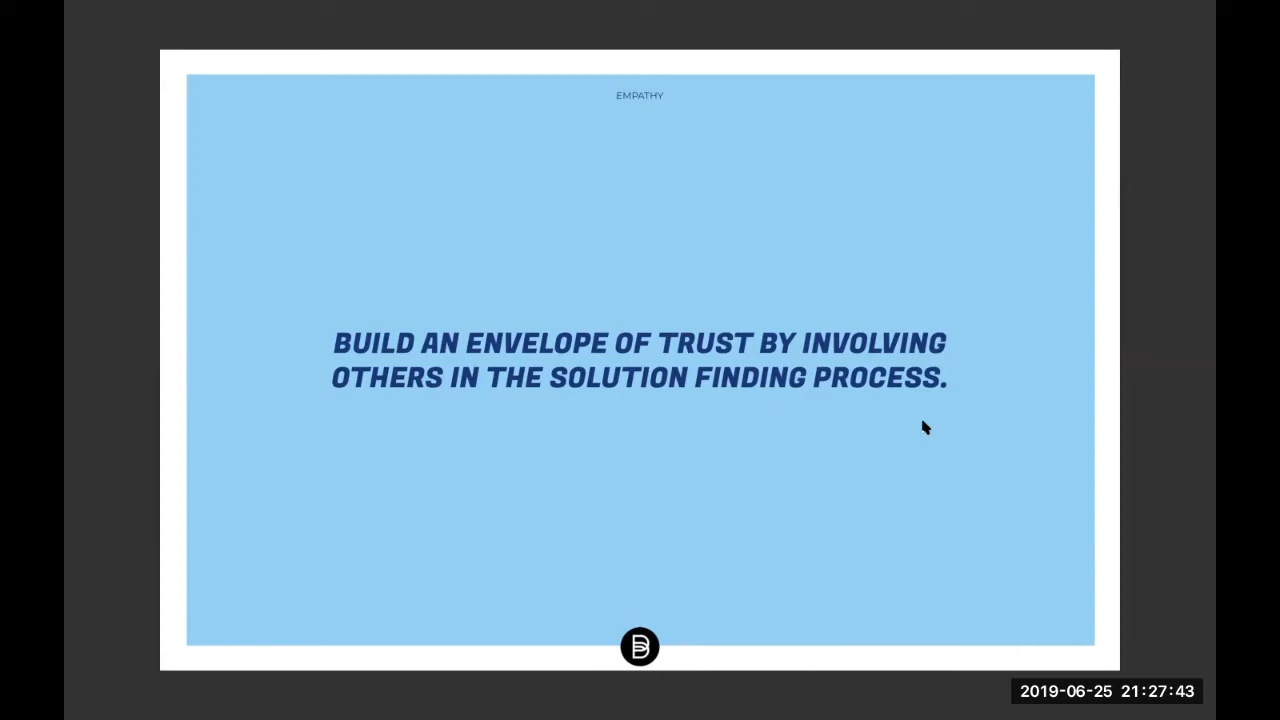 EMPATHY
BUILD AN ENVELOPE OF TRUST BY INVOLVING
OTHERS IN THE SOLUTION FINDING PROCESS.
B
2019-06-25 21:27:43